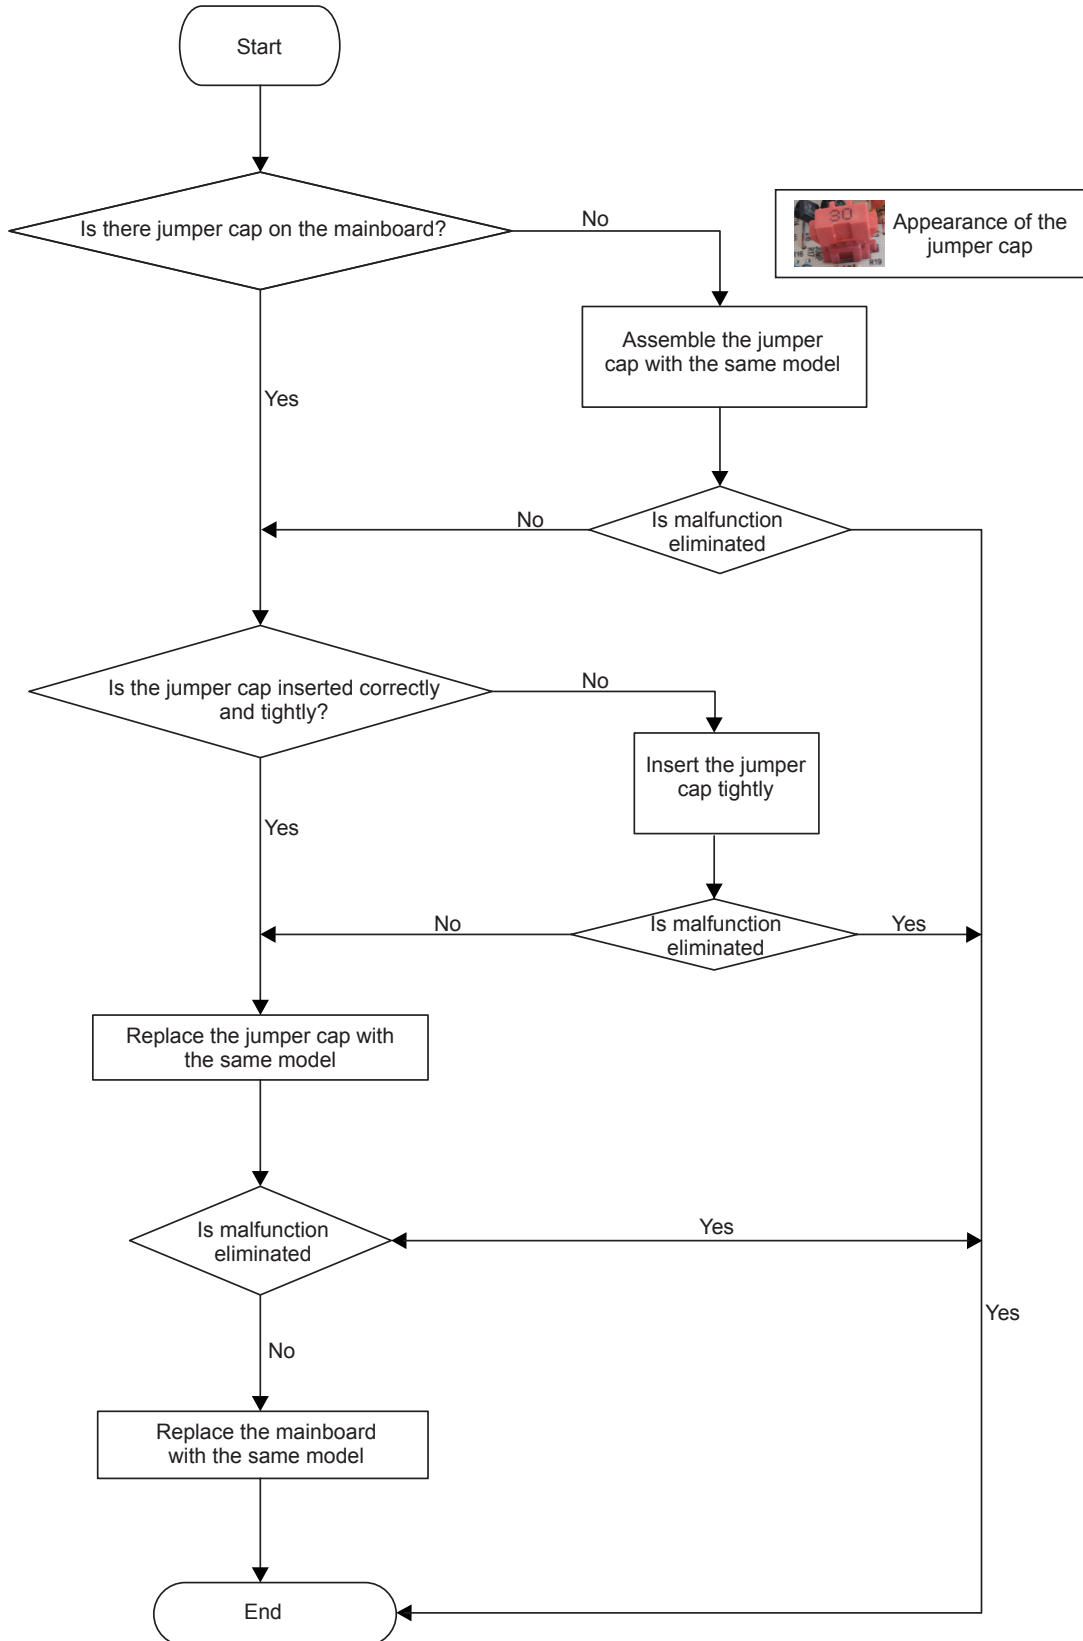 Start
Is there jumper cap on the mainboard?
No
30
Appearance of the
jumper cap
Assemble the jumper
cap with the same model
Yes
No
Is malfunction
eliminated
Is the jumper cap inserted correctly
and tightly?
No
Insert the jumper
cap tightly
Yes
No
Is malfunction
eliminated
Yes
Replace the jumper cap with
the same model
Is malfunction
eliminated
Yes
Yes
No
Replace the mainboard
with the same model
End